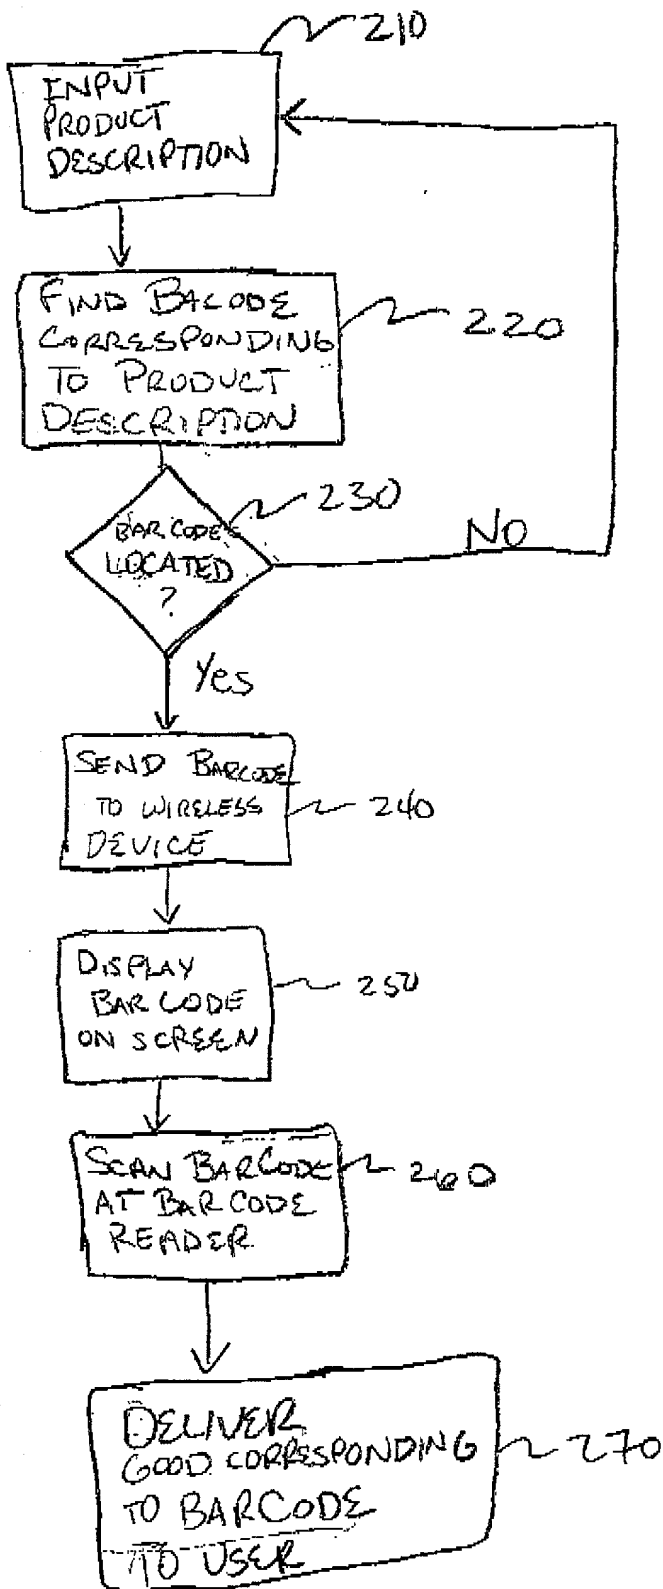 210
INPUT
PRODUCT
DESCRIPTION
FIND BACODE
CORRESPONDING
TO PRODUCT
DESCRIPTION
220
230
BAR CODE
LOCATED
?
NO
Yes
SEND BARCODE
TO WIRELESS
DEVICE
240
DISPLAY
BAR CODE
ON SCREEN
250
SCAN BARCODE
AT BARCODE
READER
260
DELIVER
GOOD CORRESPONDING
TO BARCODE
TO USER
270